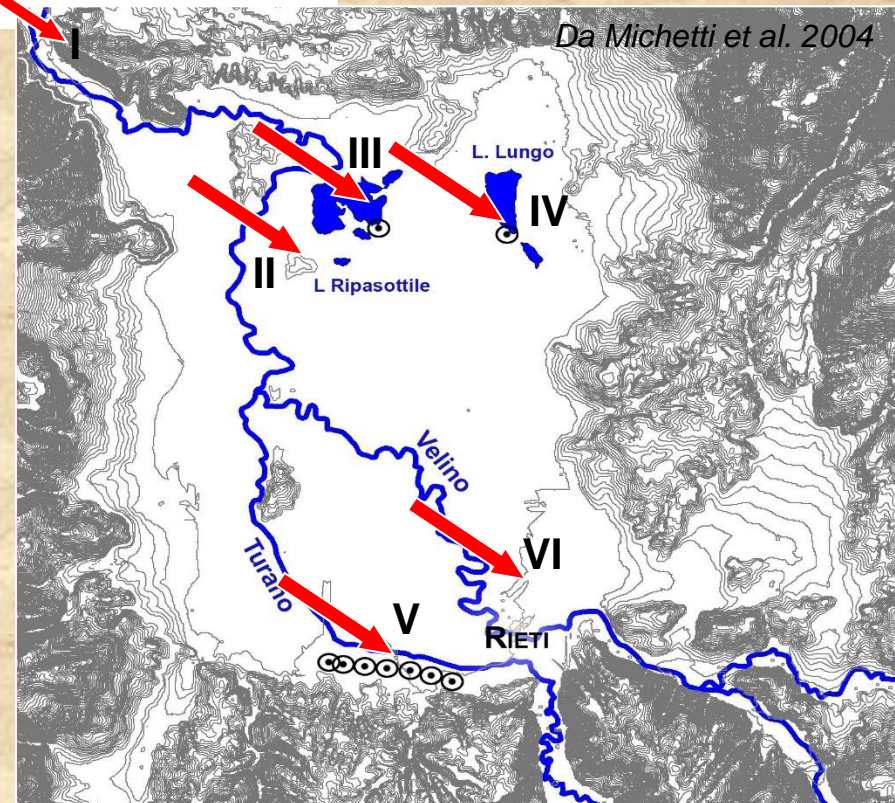 Da Michetti et al. 2004
I
III
L. Lungo
IV
II
L Ripasottile
Velino
Turano
VI
V
RIETI